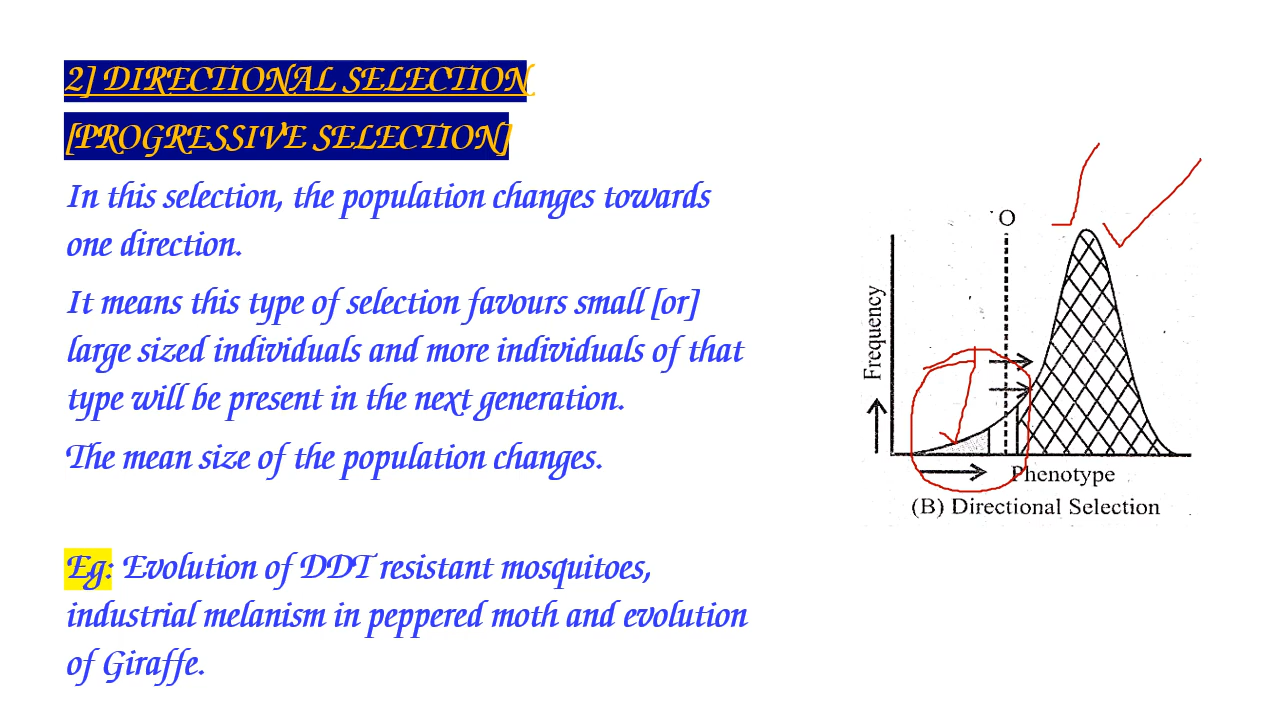 2] DIRECTIONAL SELECTION
[PROGRESSIVE SELECTION]
In this selection, the population changes towards
one direction.
It means this type of selection favours small [or]
large sized individuals and more individuals of that
type will be present in the next generation.
The mean size of the population changes.
Eg: Evolution of DDT resistant mosquitoes,
industrial melanism in peppered moth and evolution
of Giraffe.
O
Frequency
Phenotype
(B) Directional Selection